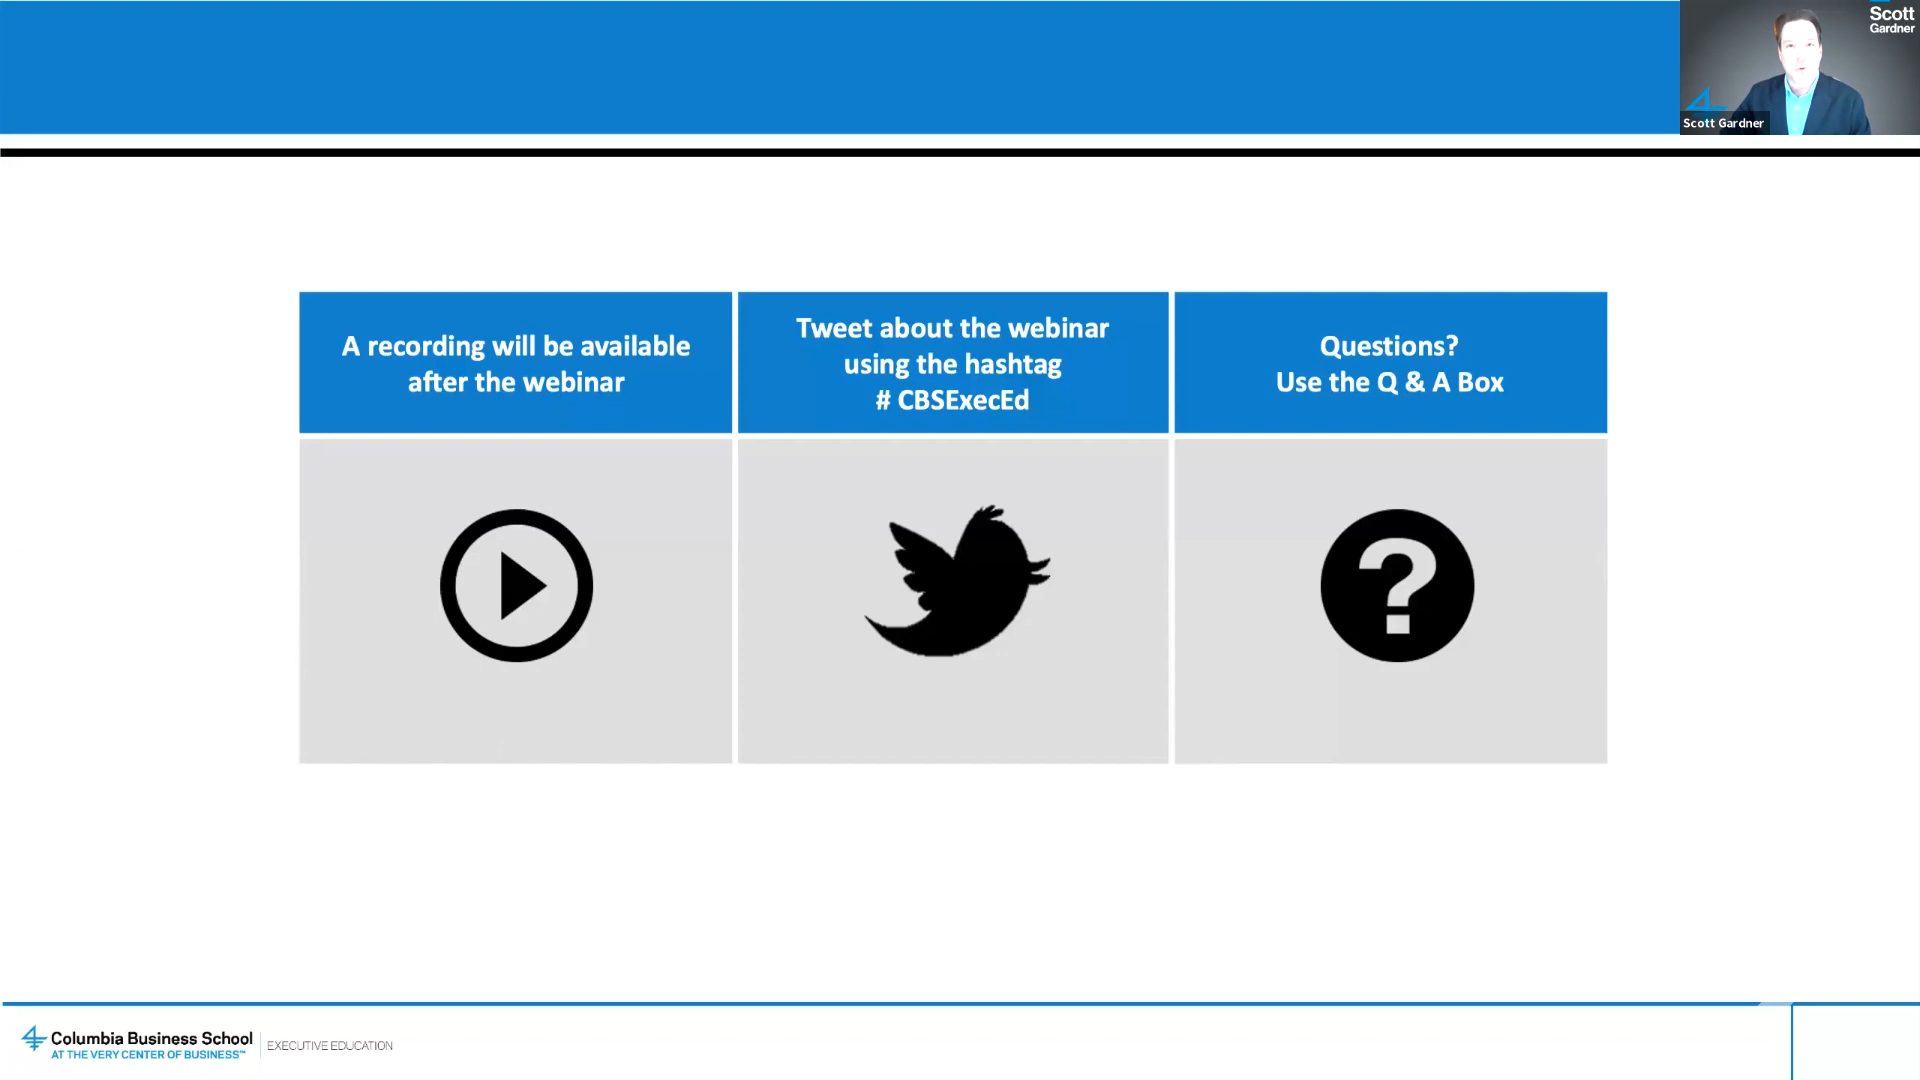 Scott
Gardner
Scott Gardner
A recording will be available
after the webinar
Tweet about the webinar
using the hashtag
# CBSExecEd
Questions?
Use the Q & A Box
?
Columbia Business School
AT THE VERY CENTER OF BUSINESS™
EXECUTIVE EDUCATION